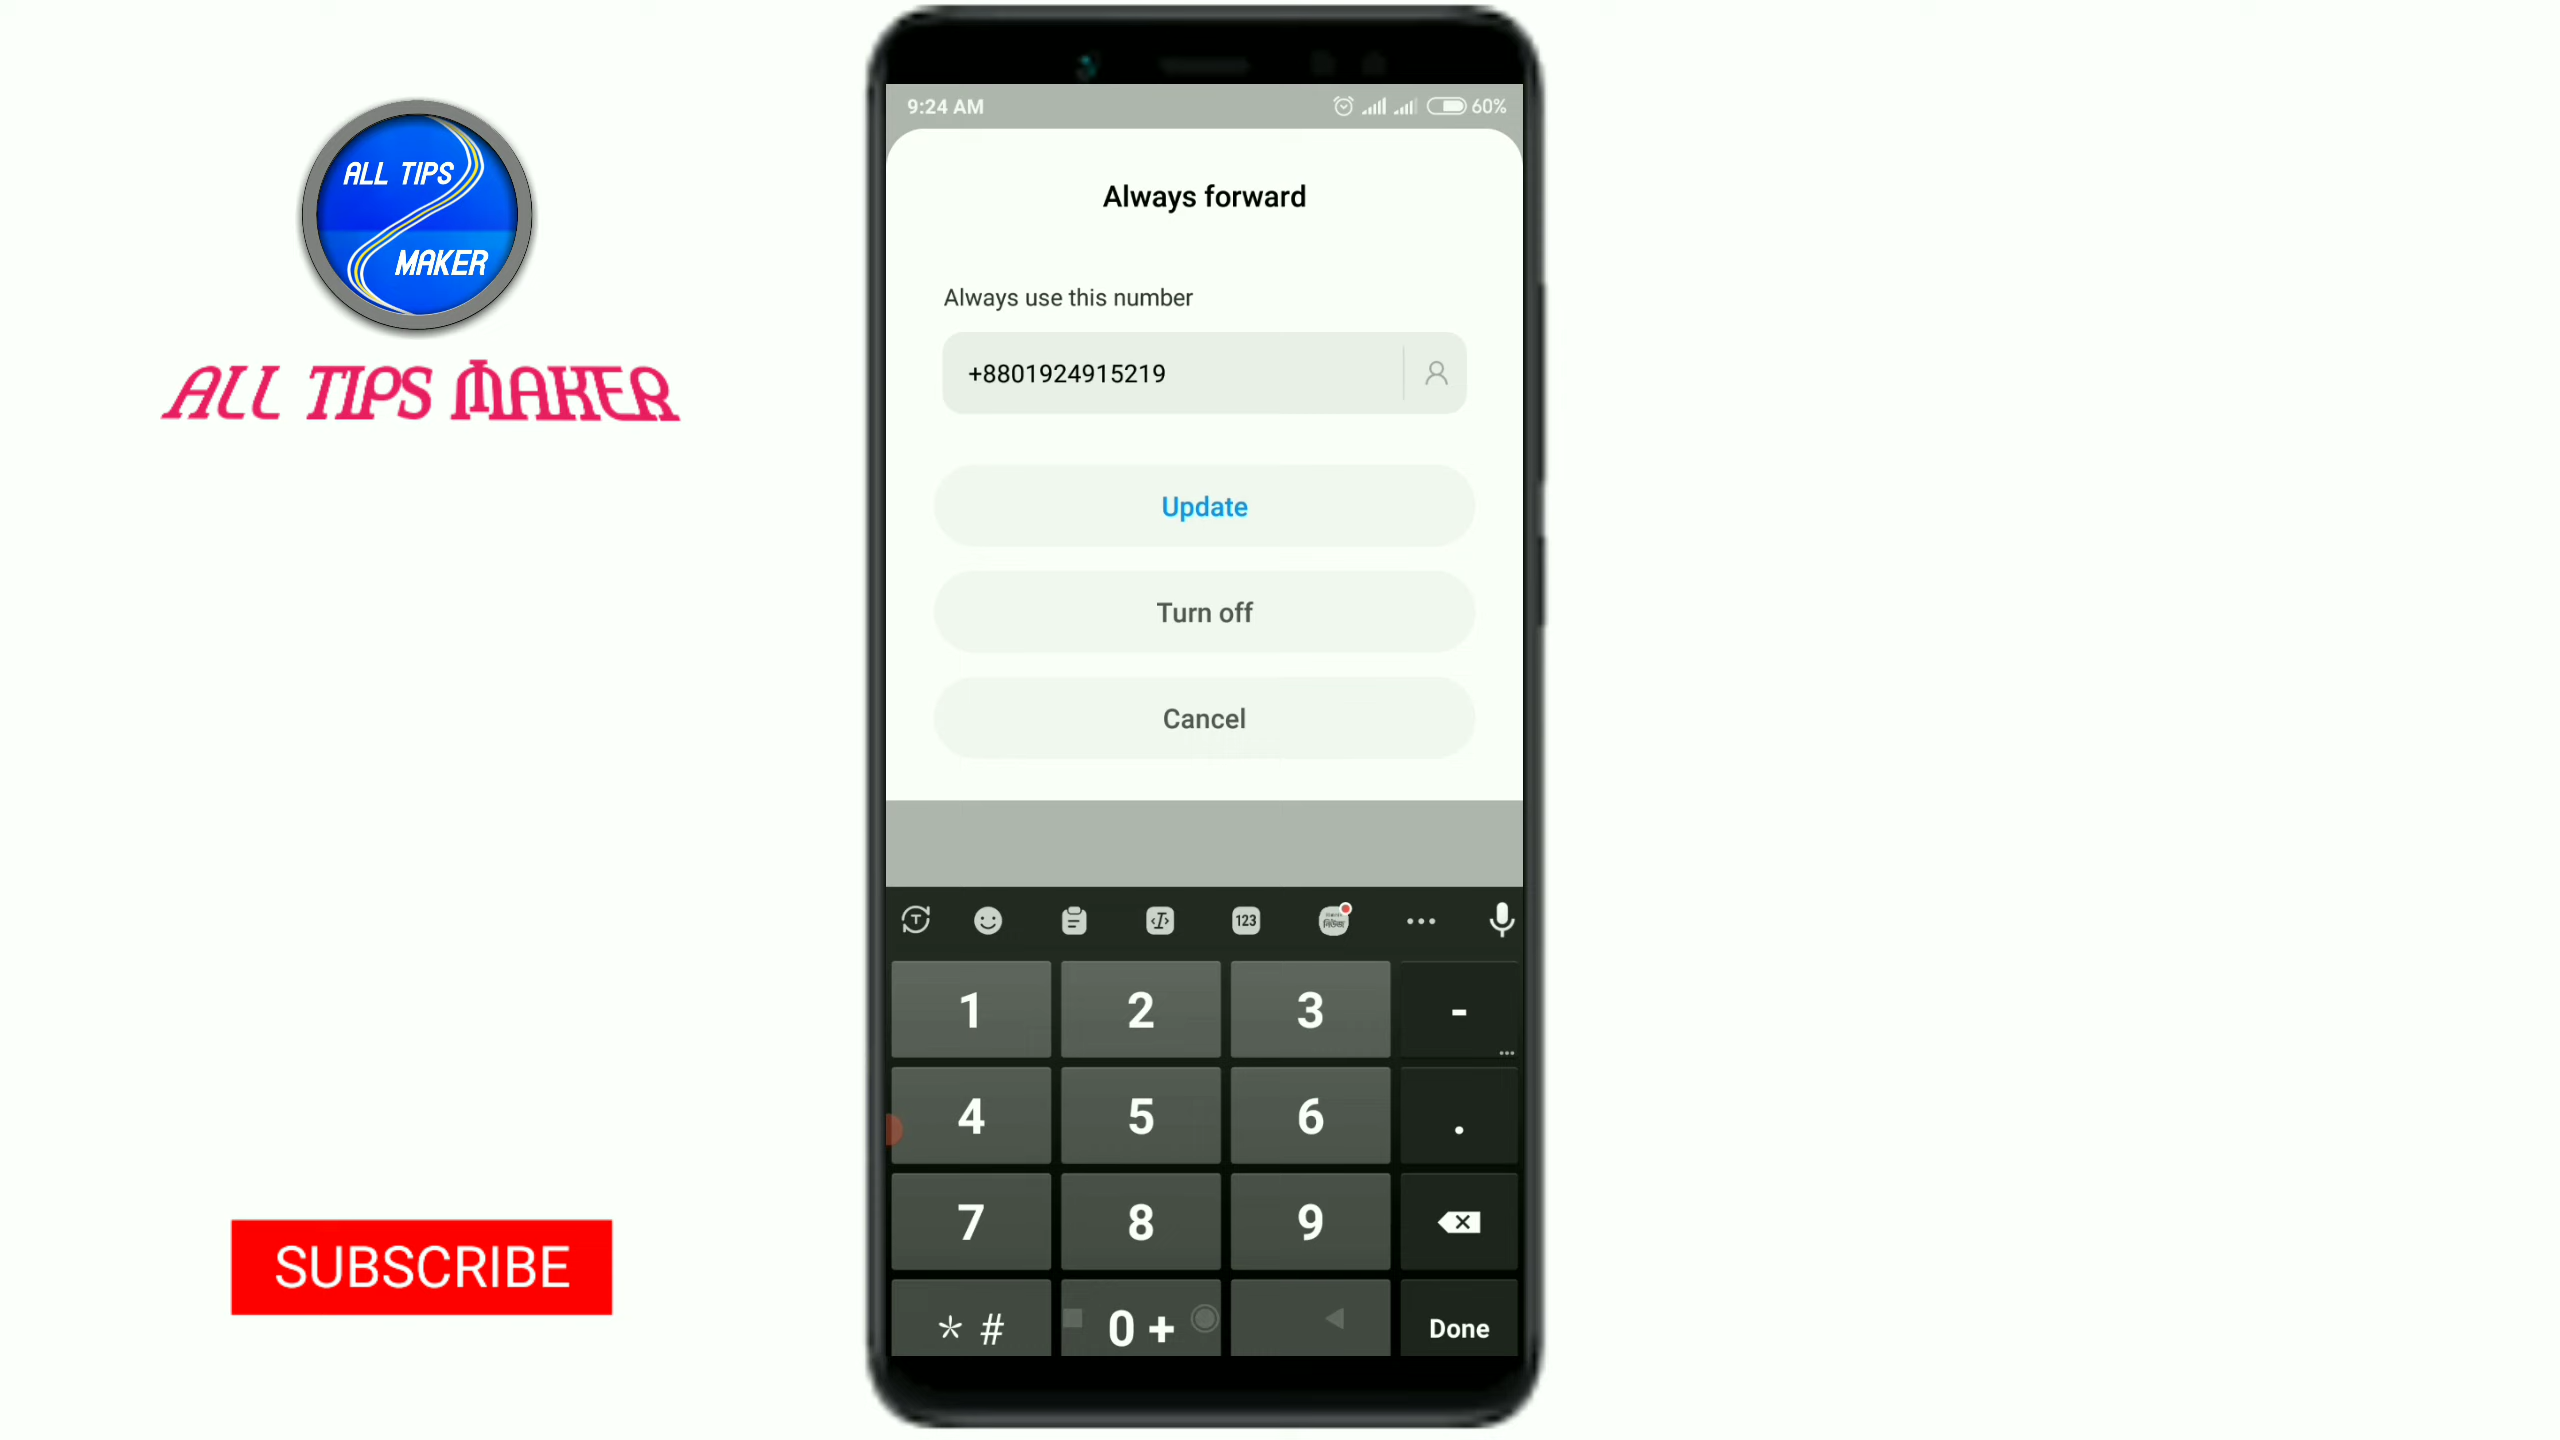 ALL TIPS
MAKER
ALL TIPS MAKER
SUBSCRIBE
9:24 AM
60%
Always forward
Always use this number
+8801924915219
Update
Turn off
Cancel
123
1 2 3 -
...
4 5 6 .
7 8 9
* # 0 + Done